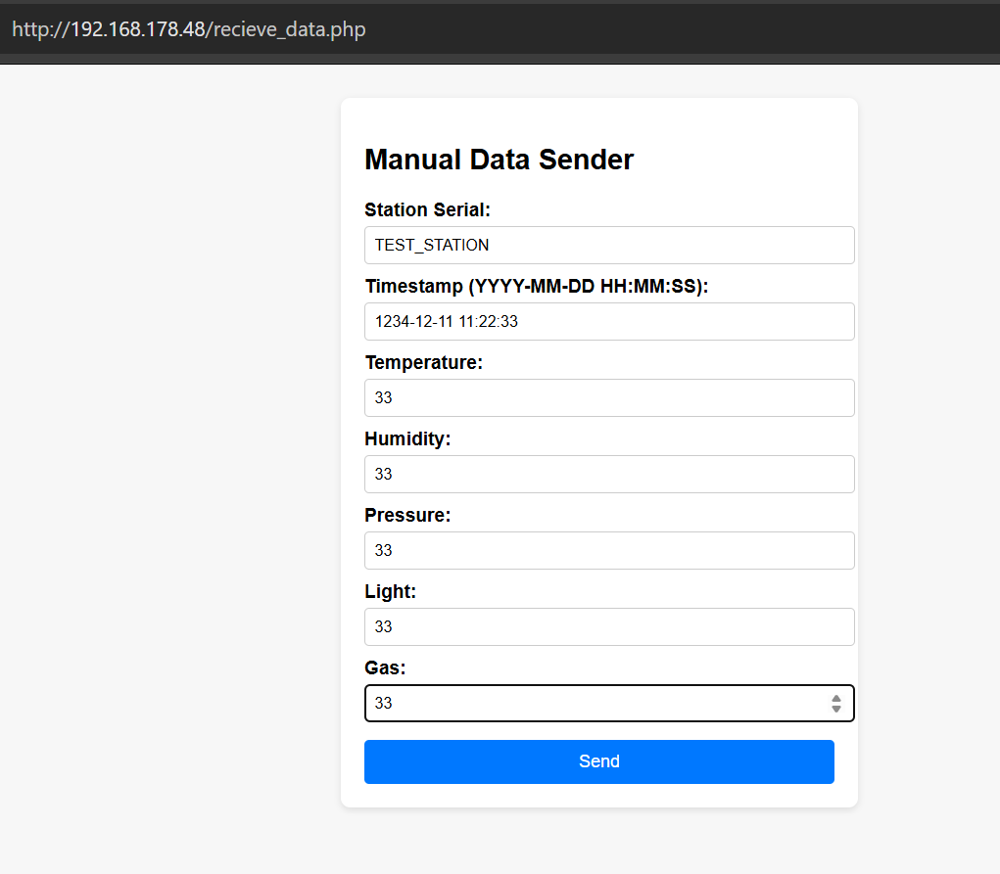 http://192.168.178.48/recieve_data.php
Manual Data Sender
Station Serial:
TEST_STATION
Timestamp (YYYY-MM-DD HH:MM:SS):
1234-12-11 11:22:33
Temperature:
33
Humidity:
33
Pressure:
33
Light:
33
Gas:
33
Send